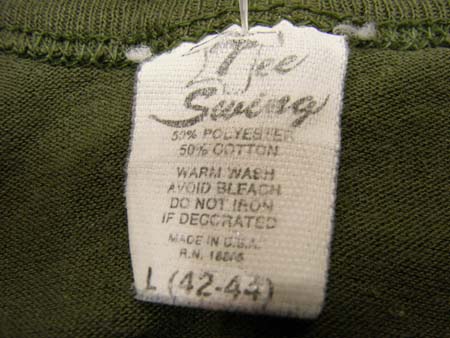 Tee
Swing
50% POLYESTER
50% COTTON
WARM WASH
AVOID BLEACH
DO NOT IRON
IF DECORATED
MADE IN U.S.A.
R.N.
L (42-44)